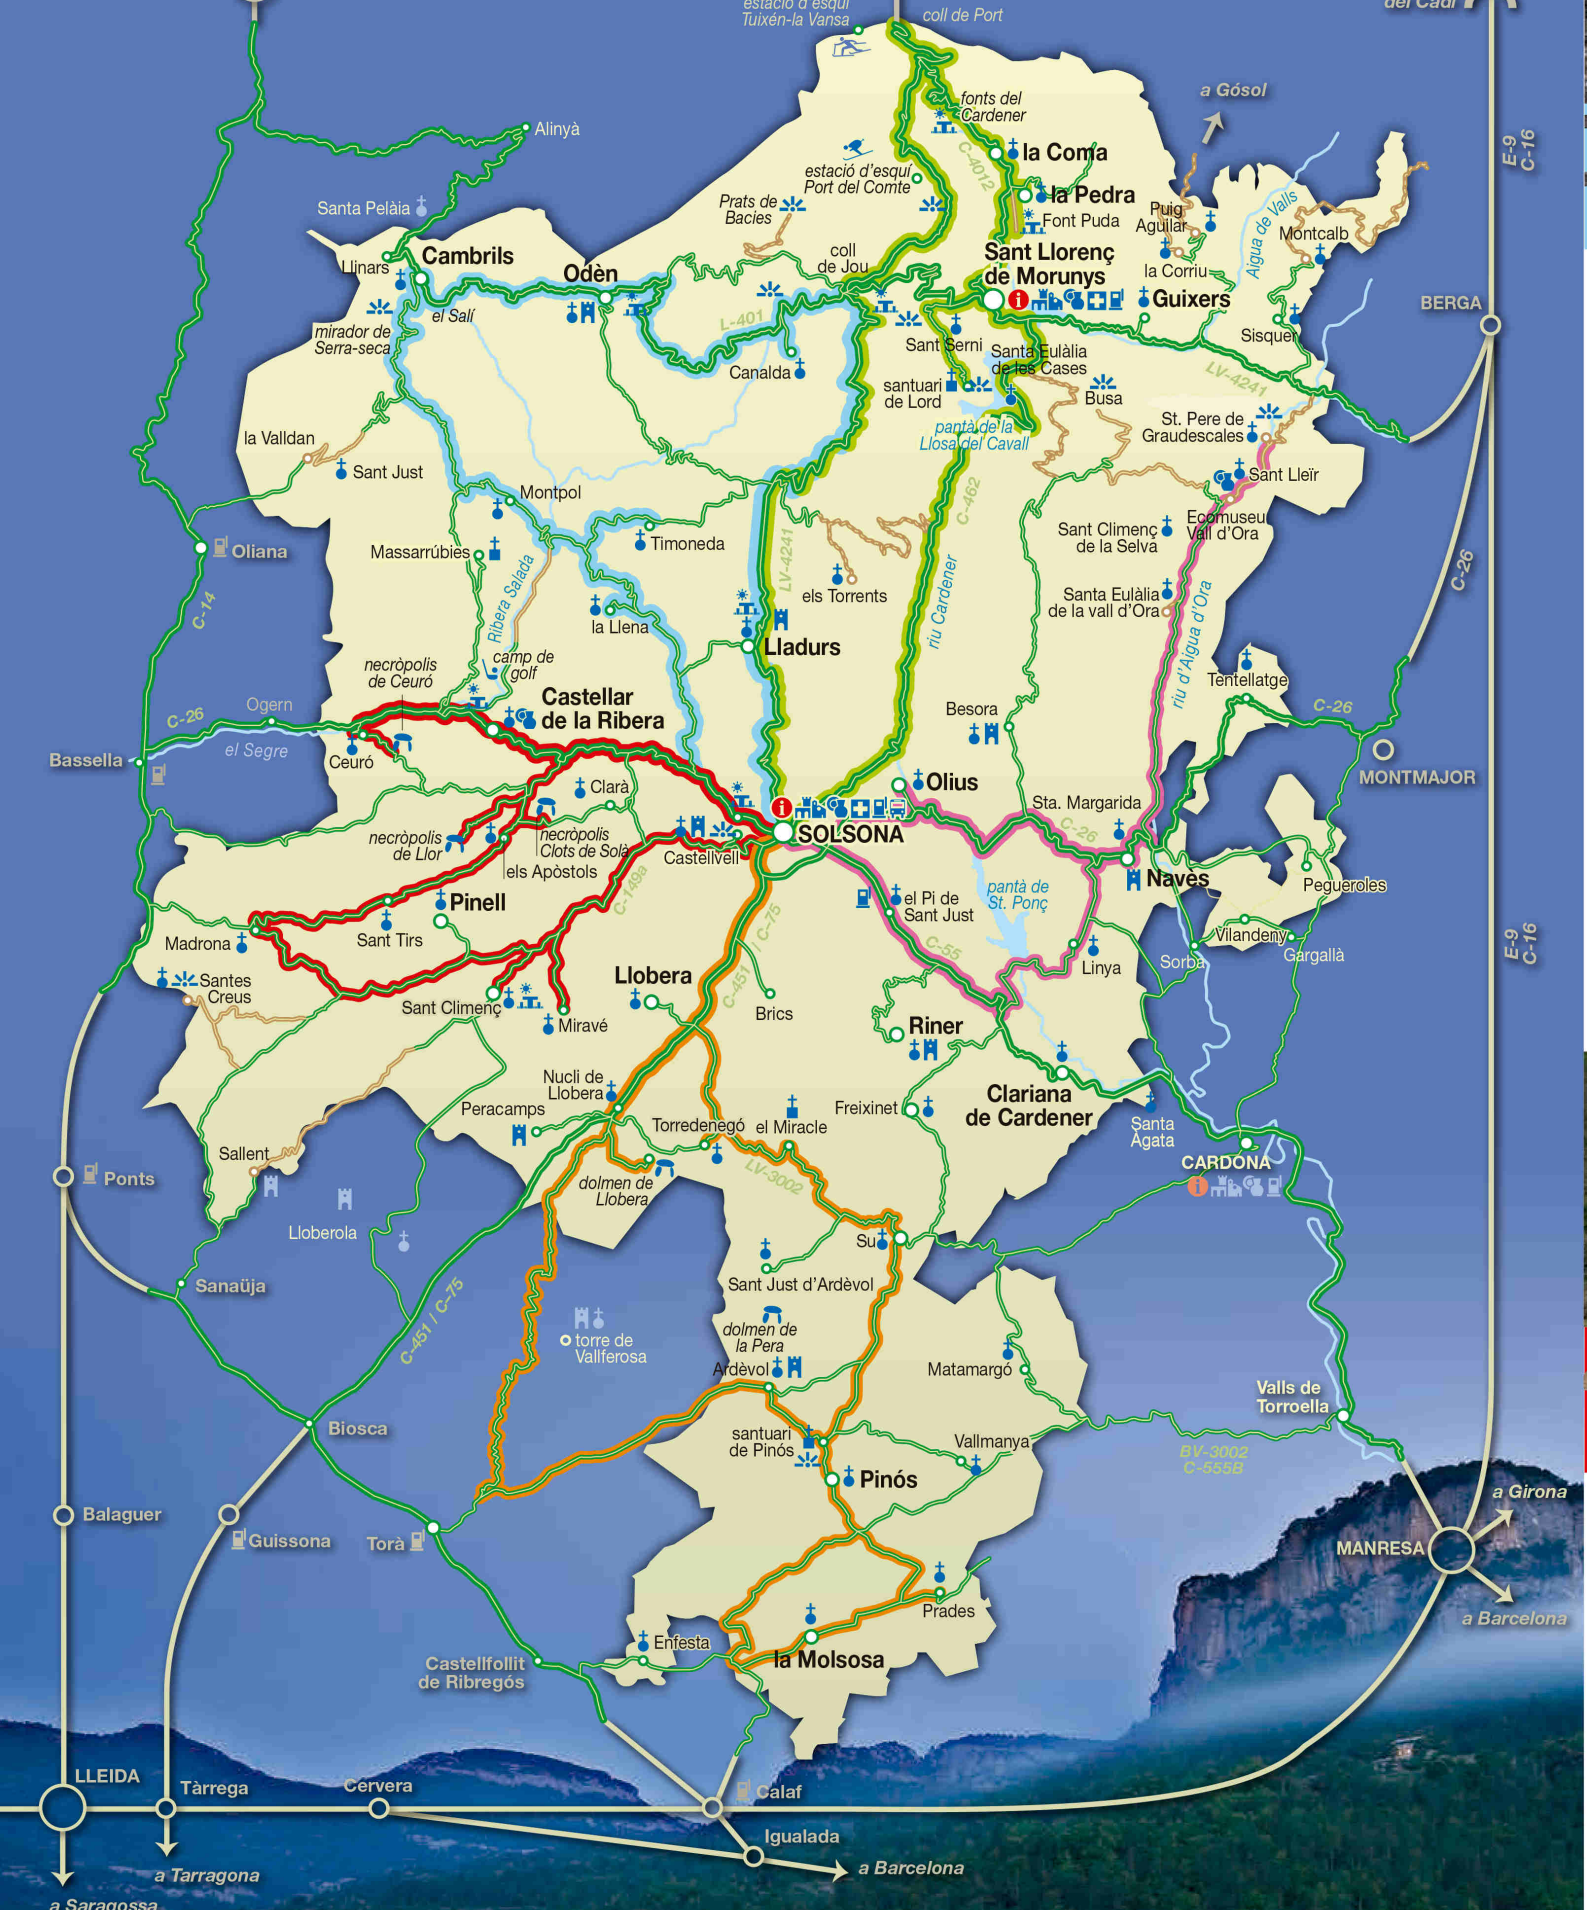 estació d'esquí
Tuixén-la Vansa
coll de Port
del Cadí
a Gósol
E-9
C-16
fonts del
Cardener
Alinyà
C-4012
la Coma
estació d'esquí
Port del Comte
la Pedra
Santa Pelàia
Prats de
Bacies
Font Puda
Puig
Aguilar
Aigua de Valls
Montcalb
Llinars
Cambrils
Odèn
coll
de Jou
Sant Llorenç
de Morunys
la Corriu
Guixers
BERGA
el Salí
mirador de
Serra-seca
L-401
Canalda
Sant Serni
Santa Eulàlia
de les Cases
Sisquer
santuari
de Lord
Busa
LV-4241
la Valldan
pantà de la
Llosa del Cavall
St. Pere de
Graudescales
Sant Just
Montpol
C-462
Sant Lleïr
Ecomuseu
Vall d'Ora
Sant Climenç
de la Selva
Oliana
Massarrúbies
Timoneda
LV-4241
C-26
C-14
Ribera Salada
els Torrents
riu Cardener
Santa Eulàlia
de la vall d'Ora
la Llena
Lladurs
riu d'Aigua d'Ora
necròpolis
de Ceuró
camp de
golf
Tentellatge
Castellar
de la Ribera
Ogern
C-26
Besora
C-26
Bassella
el Segre
Ceuró
MONTMAJOR
Clarà
Olius
Sta. Margarida
C-26
necròpolis
de Llor
necròpolis
Clots de Solà
SOLSONA
Castellvell
els Apòstols
C-149a
Navès
Pegueroles
Pinell
el Pi de
Sant Just
pantà de
St. Ponç
Madrona
Sant Tirs
C-451 / C-75
C-55
Vilandeny
Gargallà
E-9
C-16
Santes
Creus
Llobera
Linya
Sorba
Sant Climenç
Miravé
Brics
Riner
Nucli de
Llobera
Clariana
de Cardener
Peracamps
Freixinet
Torredenegó
el Miracle
Santa
Àgata
Sallent
CARDONA
Ponts
dolmen de
Llobera
LV-3002
Lloberola
Su
Sanaüja
Sant Just d'Ardèvol
C-451 / C-75
torre de
Vallferosa
dolmen de
la Pera
Ardèvol
Matamargó
Valls de
Torroella
Biosca
santuari
de Pinós
Vallmanya
BV-3002
C-555B
Pinós
a Girona
Balaguer
Guissona
Torà
MANRESA
Prades
a Barcelona
Enfesta
la Molsosa
Castellfollit
de Ribregós
LLEIDA
Tàrrega
Cervera
Calaf
Igualada
a Tarragona
a Barcelona
a Saragossa